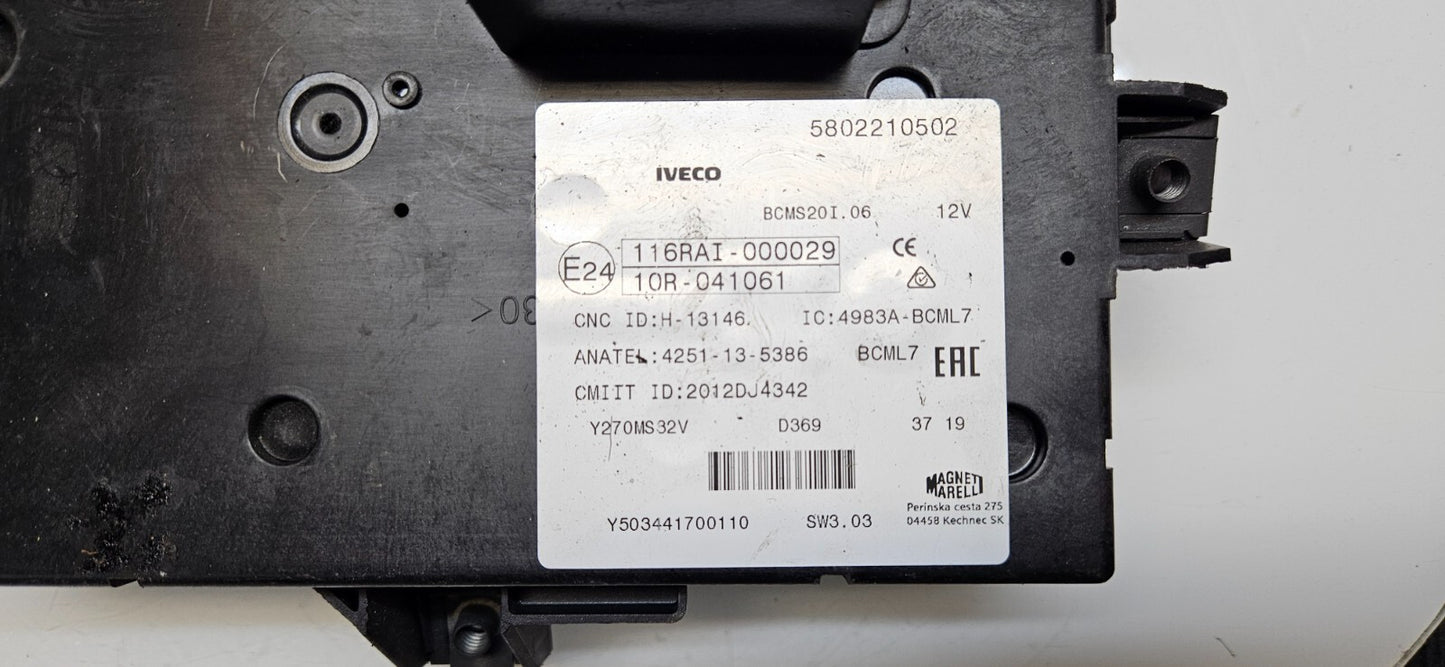 5802210502
IVECO
BCMS20I.06 12V
E24 116RAI-000029 CE
10R-041061
CNC ID:H-13146. IC:4983A-BCML7
ANATEL:4251-13-5386 BCML7 EAC
CMIIT ID:2012DJ4342
Y270MS32V D369 37 19
MAGNETI
MARELLI
Perinska cesta 275
Y503441700110 SW3.03 04458 Kechnec SK